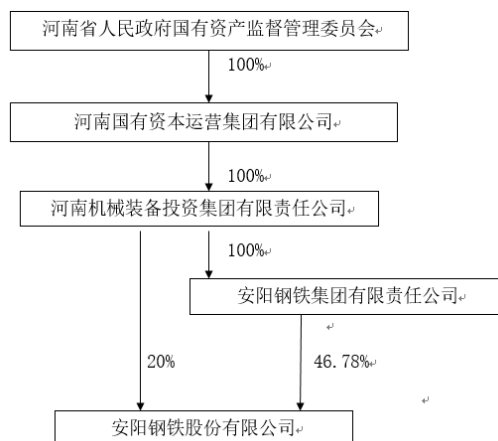 河南省人民政府国有资产监督管理委员会
100%
河南国有资本运营集团有限公司
100%
河南机械装备投资集团有限责任公司
100%
安阳钢铁集团有限责任公司
20%
46.78%
安阳钢铁股份有限公司